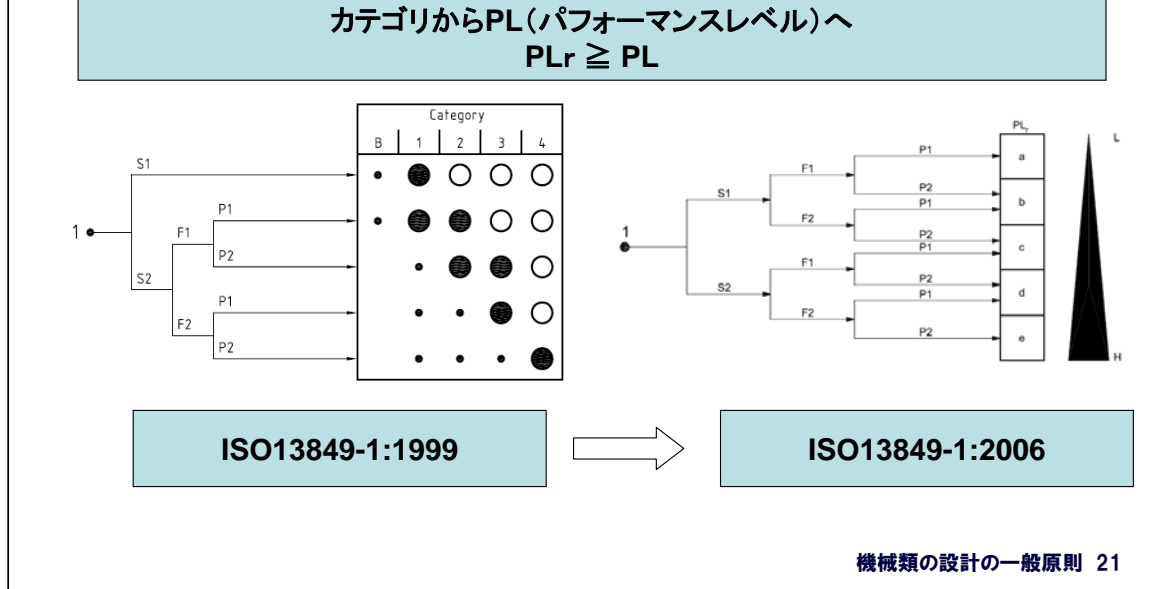 カテゴリからPL(パフォーマンスレベル)へ
PLr ≧ PL
Category
B 1 2 3 4
S1
P1
F1
P2
S2
P1
F2
P2
1
PLr
L
P1
a
F1
P2
S1
P1
b
F2
P2
1
P1
c
F1
P2
S2
P1
d
F2
P2
e
H
ISO13849-1:1999
ISO13849-1:2006
機械類の設計の一般原則 21